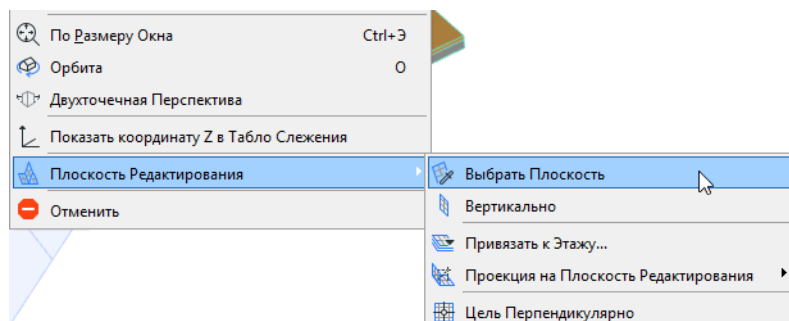 По Размеру Окна Ctrl+Э
Орбита O
Двухточечная Перспектива
Показать координату Z в Табло Слежения
Плоскость Редактирования
Отменить
Выбрать Плоскость
Вертикально
Привязать к Этажу...
Проекция на Плоскость Редактирования
Цель Перпендикулярно